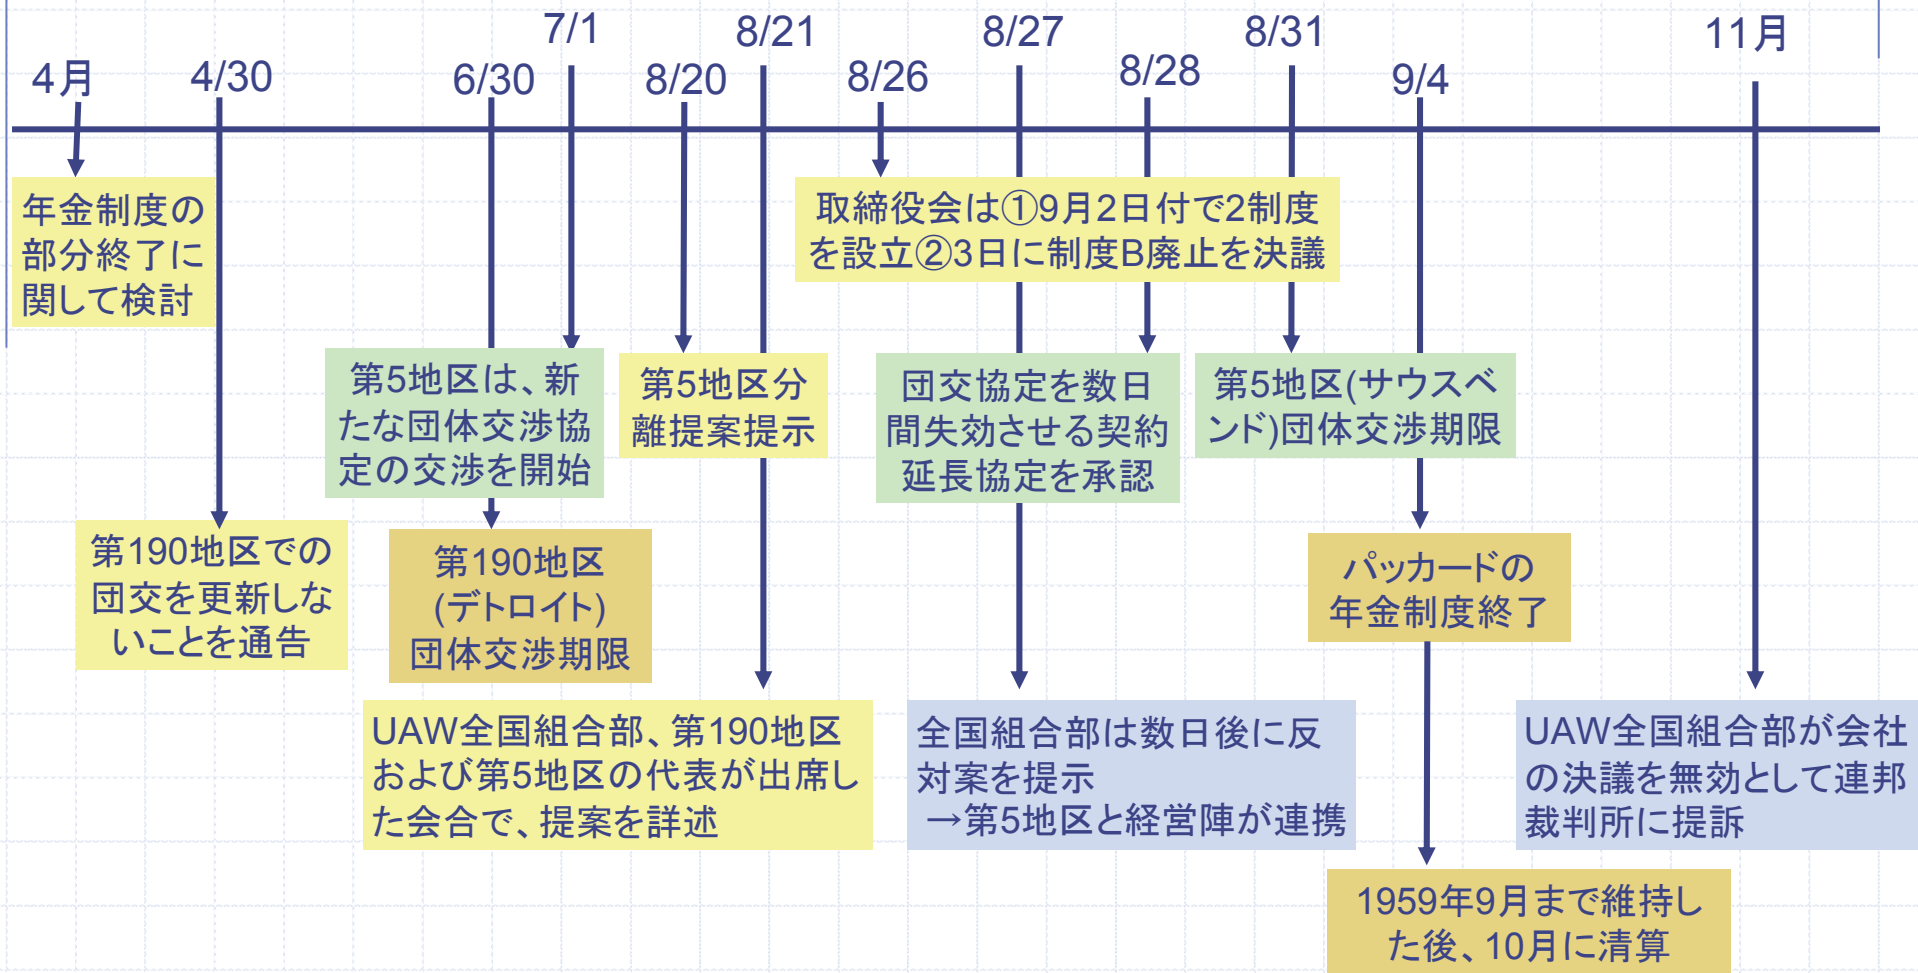 4月
4/30
6/30
7/1
8/20
8/21
8/26
8/27
8/28
8/31
9/4
11月
年金制度の
部分終了に
関して検討
取締役会は①9月2日付で2制度
を設立②3日に制度B廃止を決議
第5地区は、新
たな団体交渉協
定の交渉を開始
第5地区分
離提案提示
団交協定を数日
間失効させる契約
延長協定を承認
第5地区(サウスベ
ンド)団体交渉期限
第190地区での
団交を更新しな
いことを通告
第190地区
(デトロイト)
団体交渉期限
パッカードの
年金制度終了
UAW全国組合部、第190地区
および第5地区の代表が出席し
た会合で、提案を詳述
全国組合部は数日後に反
対案を提示
→第5地区と経営陣が連携
UAW全国組合部が会社
の決議を無効として連邦
裁判所に提訴
1959年9月まで維持し
た後、10月に清算